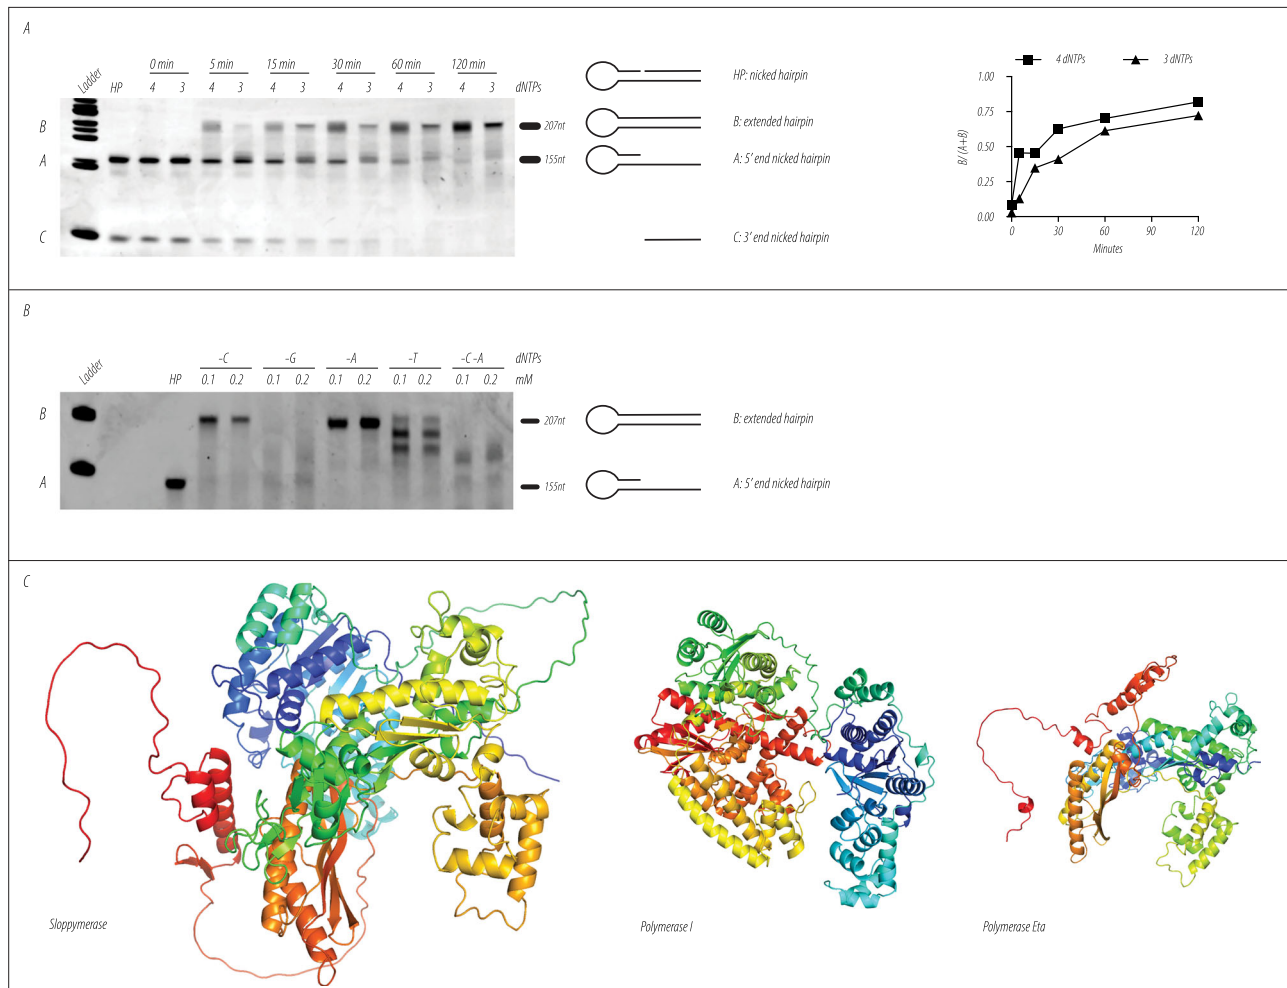 A
Ladder HP 0 min 5 min 15 min 30 min 60 min 120 min
4 3 4 3 4 3 4 3 4 3 4 3 dNTPs
B 207nt
A 155nt
C
HP: nicked hairpin
B: extended hairpin
A: 5' end nicked hairpin
C: 3' end nicked hairpin
4 dNTPs 3 dNTPs
B/ (A+B)
1.00
0.75
0.50
0.25
0.00
0 30 60 90 120
Minutes
B
Ladder HP –C –G –A –T –C –A dNTPs
0.1 0.2 0.1 0.2 0.1 0.2 0.1 0.2 0.1 0.2 mM
B 207nt B: extended hairpin
A 155nt A: 5' end nicked hairpin
C
Sloppymerase Polymerase I Polymerase Eta